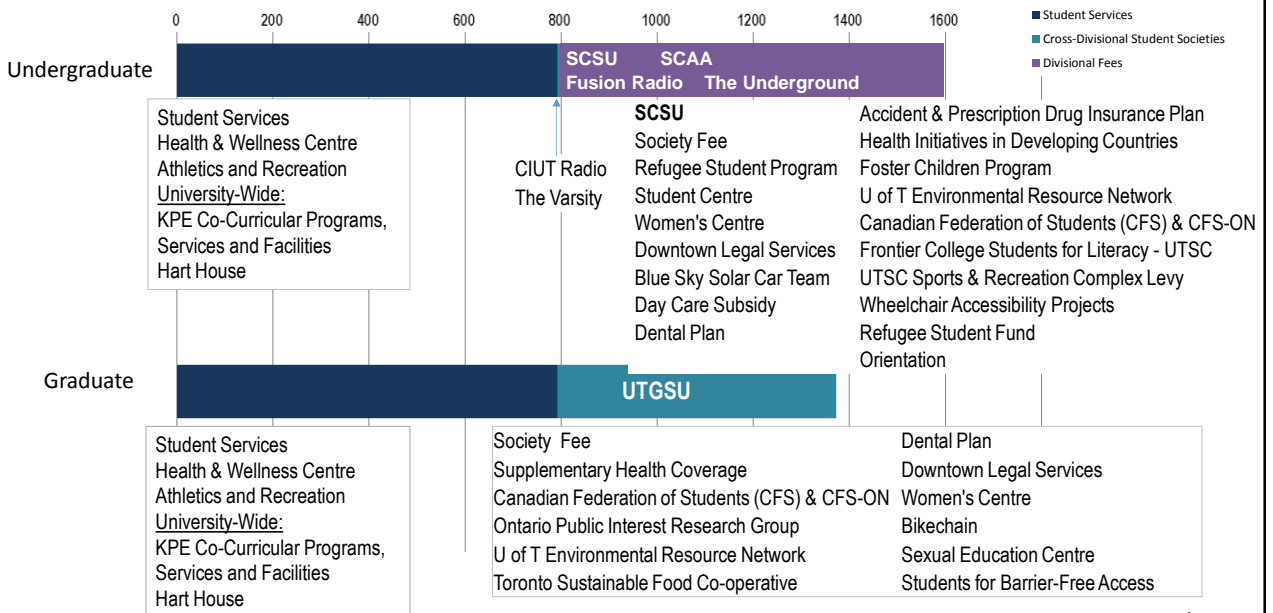 0 200 400 600 800 1000 1200 1400 1600
Student Services
Cross-Divisional Student Societies
Divisional Fees
Undergraduate
SCSU SCAA
Fusion Radio The Underground
Student Services
Health & Wellness Centre
Athletics and Recreation
University-Wide:
KPE Co-Curricular Programs,
Services and Facilities
Hart House
CIUT Radio
The Varsity
SCSU
Society Fee
Refugee Student Program
Student Centre
Women's Centre
Downtown Legal Services
Blue Sky Solar Car Team
Day Care Subsidy
Dental Plan
Accident & Prescription Drug Insurance Plan
Health Initiatives in Developing Countries
Foster Children Program
U of T Environmental Resource Network
Canadian Federation of Students (CFS) & CFS-ON
Frontier College Students for Literacy - UTSC
UTSC Sports & Recreation Complex Levy
Wheelchair Accessibility Projects
Refugee Student Fund
Orientation
Graduate
UTGSU
Student Services
Health & Wellness Centre
Athletics and Recreation
University-Wide:
KPE Co-Curricular Programs,
Services and Facilities
Hart House
Society Fee
Supplementary Health Coverage
Canadian Federation of Students (CFS) & CFS-ON
Ontario Public Interest Research Group
U of T Environmental Resource Network
Toronto Sustainable Food Co-operative
Dental Plan
Downtown Legal Services
Women's Centre
Bikechain
Sexual Education Centre
Students for Barrier-Free Access